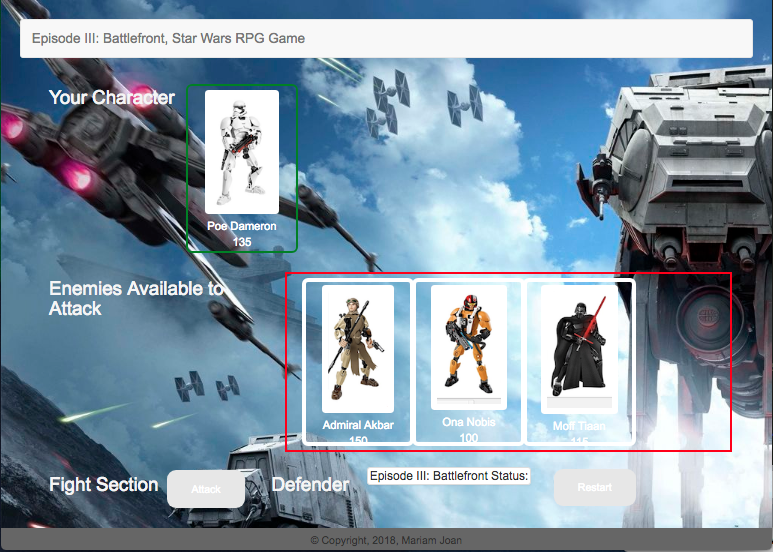 Episode III: Battlefront, Star Wars RPG Game
Your Character
Poe Dameron
135
Enemies Available to
Attack
Admiral Akbar
150
Ona Nobis
100
Moff Tiaan
115
Fight Section
Attack
Defender
Episode III: Battlefront Status:
Restart
© Copyright, 2018, Mariam Joan